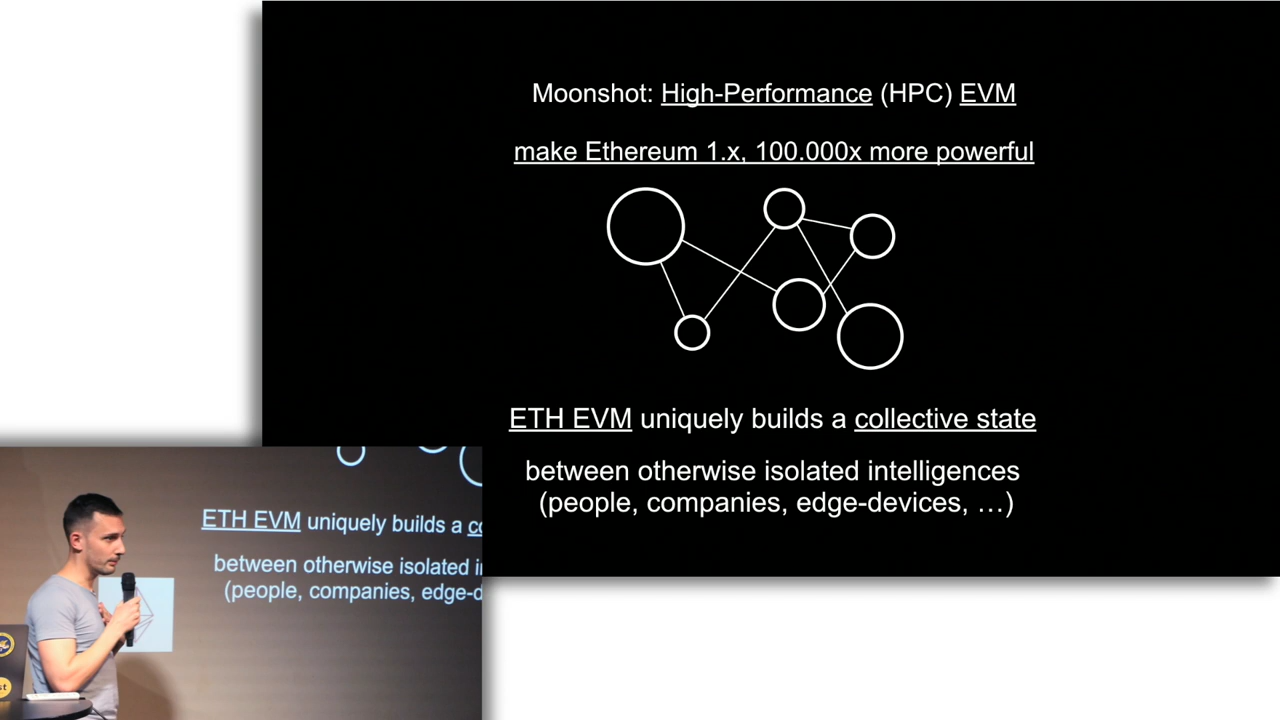 Moonshot: High-Performance (HPC) EVM
make Ethereum 1.x, 100.000x more powerful
ETH EVM uniquely builds a collective state
between otherwise isolated intelligences
(people, companies, edge-devices, …)
ETH EVM uniquely builds a
between otherwise isolated
(people, companies, edge-d
st